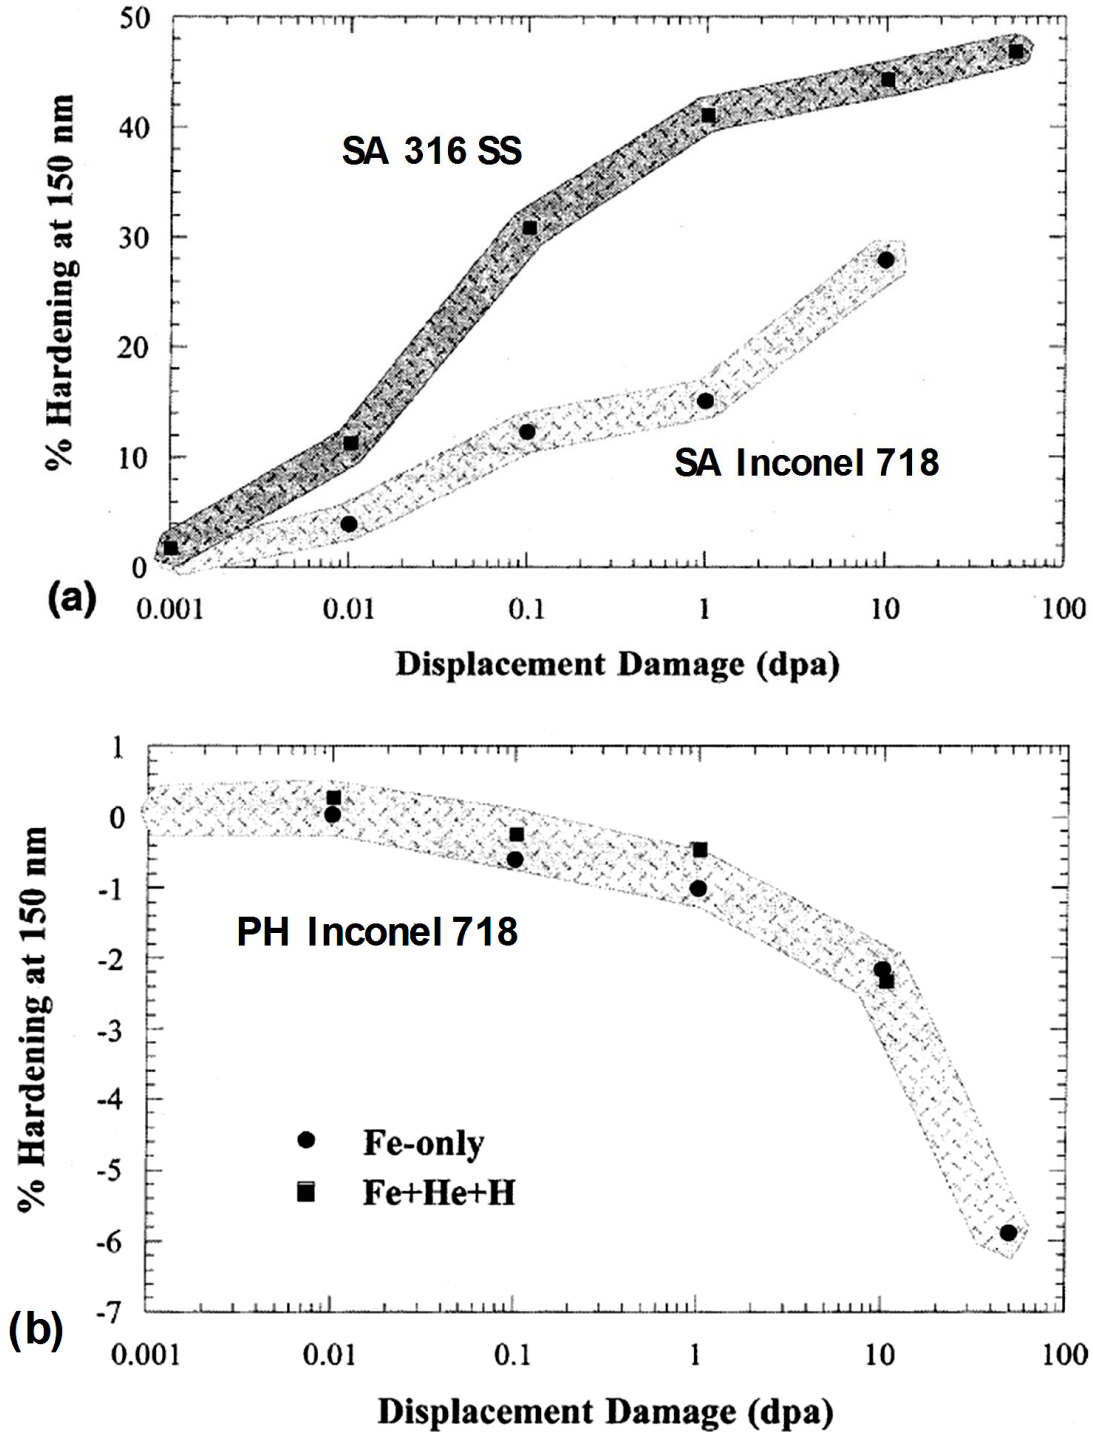 50
40
30
20
10
0
% Hardening at 150 nm
SA 316 SS
SA Inconel 718
(a)
0.001 0.01 0.1 1 10 100
Displacement Damage (dpa)
1
0
-1
-2
-3
-4
-5
-6
-7
% Hardening at 150 nm
PH Inconel 718
Fe-only
Fe+He+H
(b)
0.001 0.01 0.1 1 10 100
Displacement Damage (dpa)